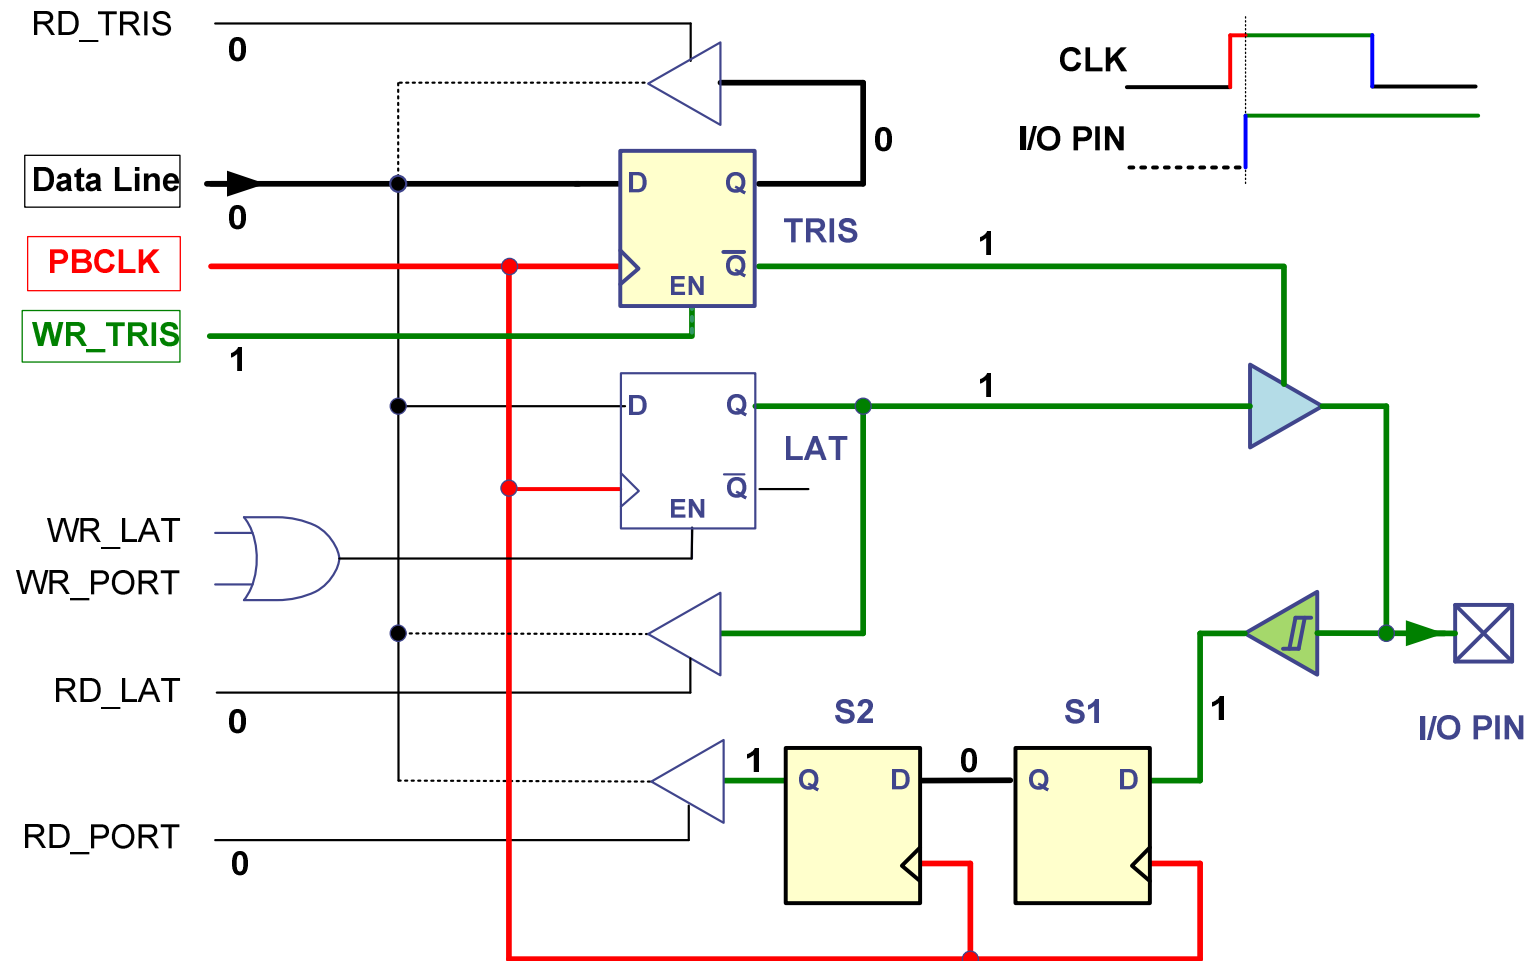 RD_TRIS
0
CLK
I/O PIN
0
Data Line
0
D
Q
TRIS
PBCLK
Q
EN
1
WR_TRIS
1
D
Q
1
LAT
Q
EN
WR_LAT
WR_PORT
RD_LAT
0
S2
S1
1
I/O PIN
1
0
Q
D
Q
D
RD_PORT
0